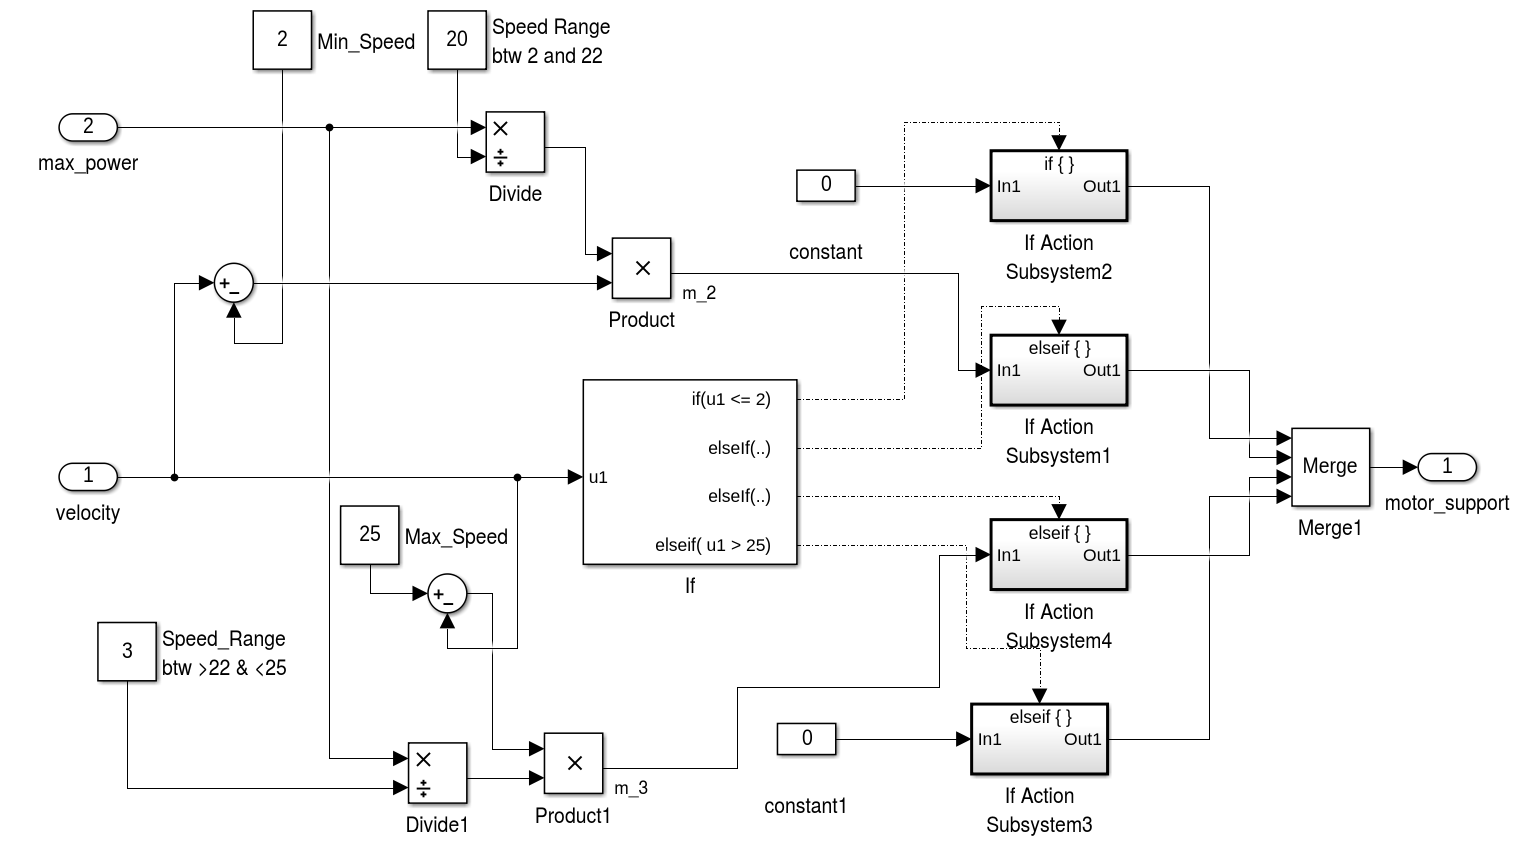 2
Min_Speed
20
Speed Range
btw 2 and 22
2
max_power
×
÷
Divide
0
constant
if { }
In1
Out1
If Action
Subsystem2
+
−
×
m_2
Product
elseif { }
In1
Out1
If Action
Subsystem1
1
velocity
u1
if(u1 <= 2)
elseIf(..)
elseIf(..)
elseif( u1 > 25)
If
Merge
Merge1
1
motor_support
25
Max_Speed
+
−
elseif { }
In1
Out1
If Action
Subsystem4
3
Speed_Range
btw >22 & <25
×
÷
Divide1
×
m_3
Product1
0
constant1
elseif { }
In1
Out1
If Action
Subsystem3